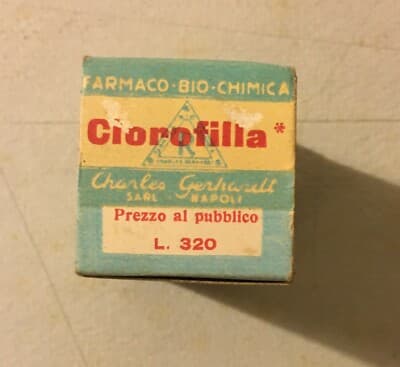 FARMACO-BIO-CHIMICA
Clorofilla*
Charles Gerhardt
SARL - NAPOLI
Prezzo al pubblico
L. 320